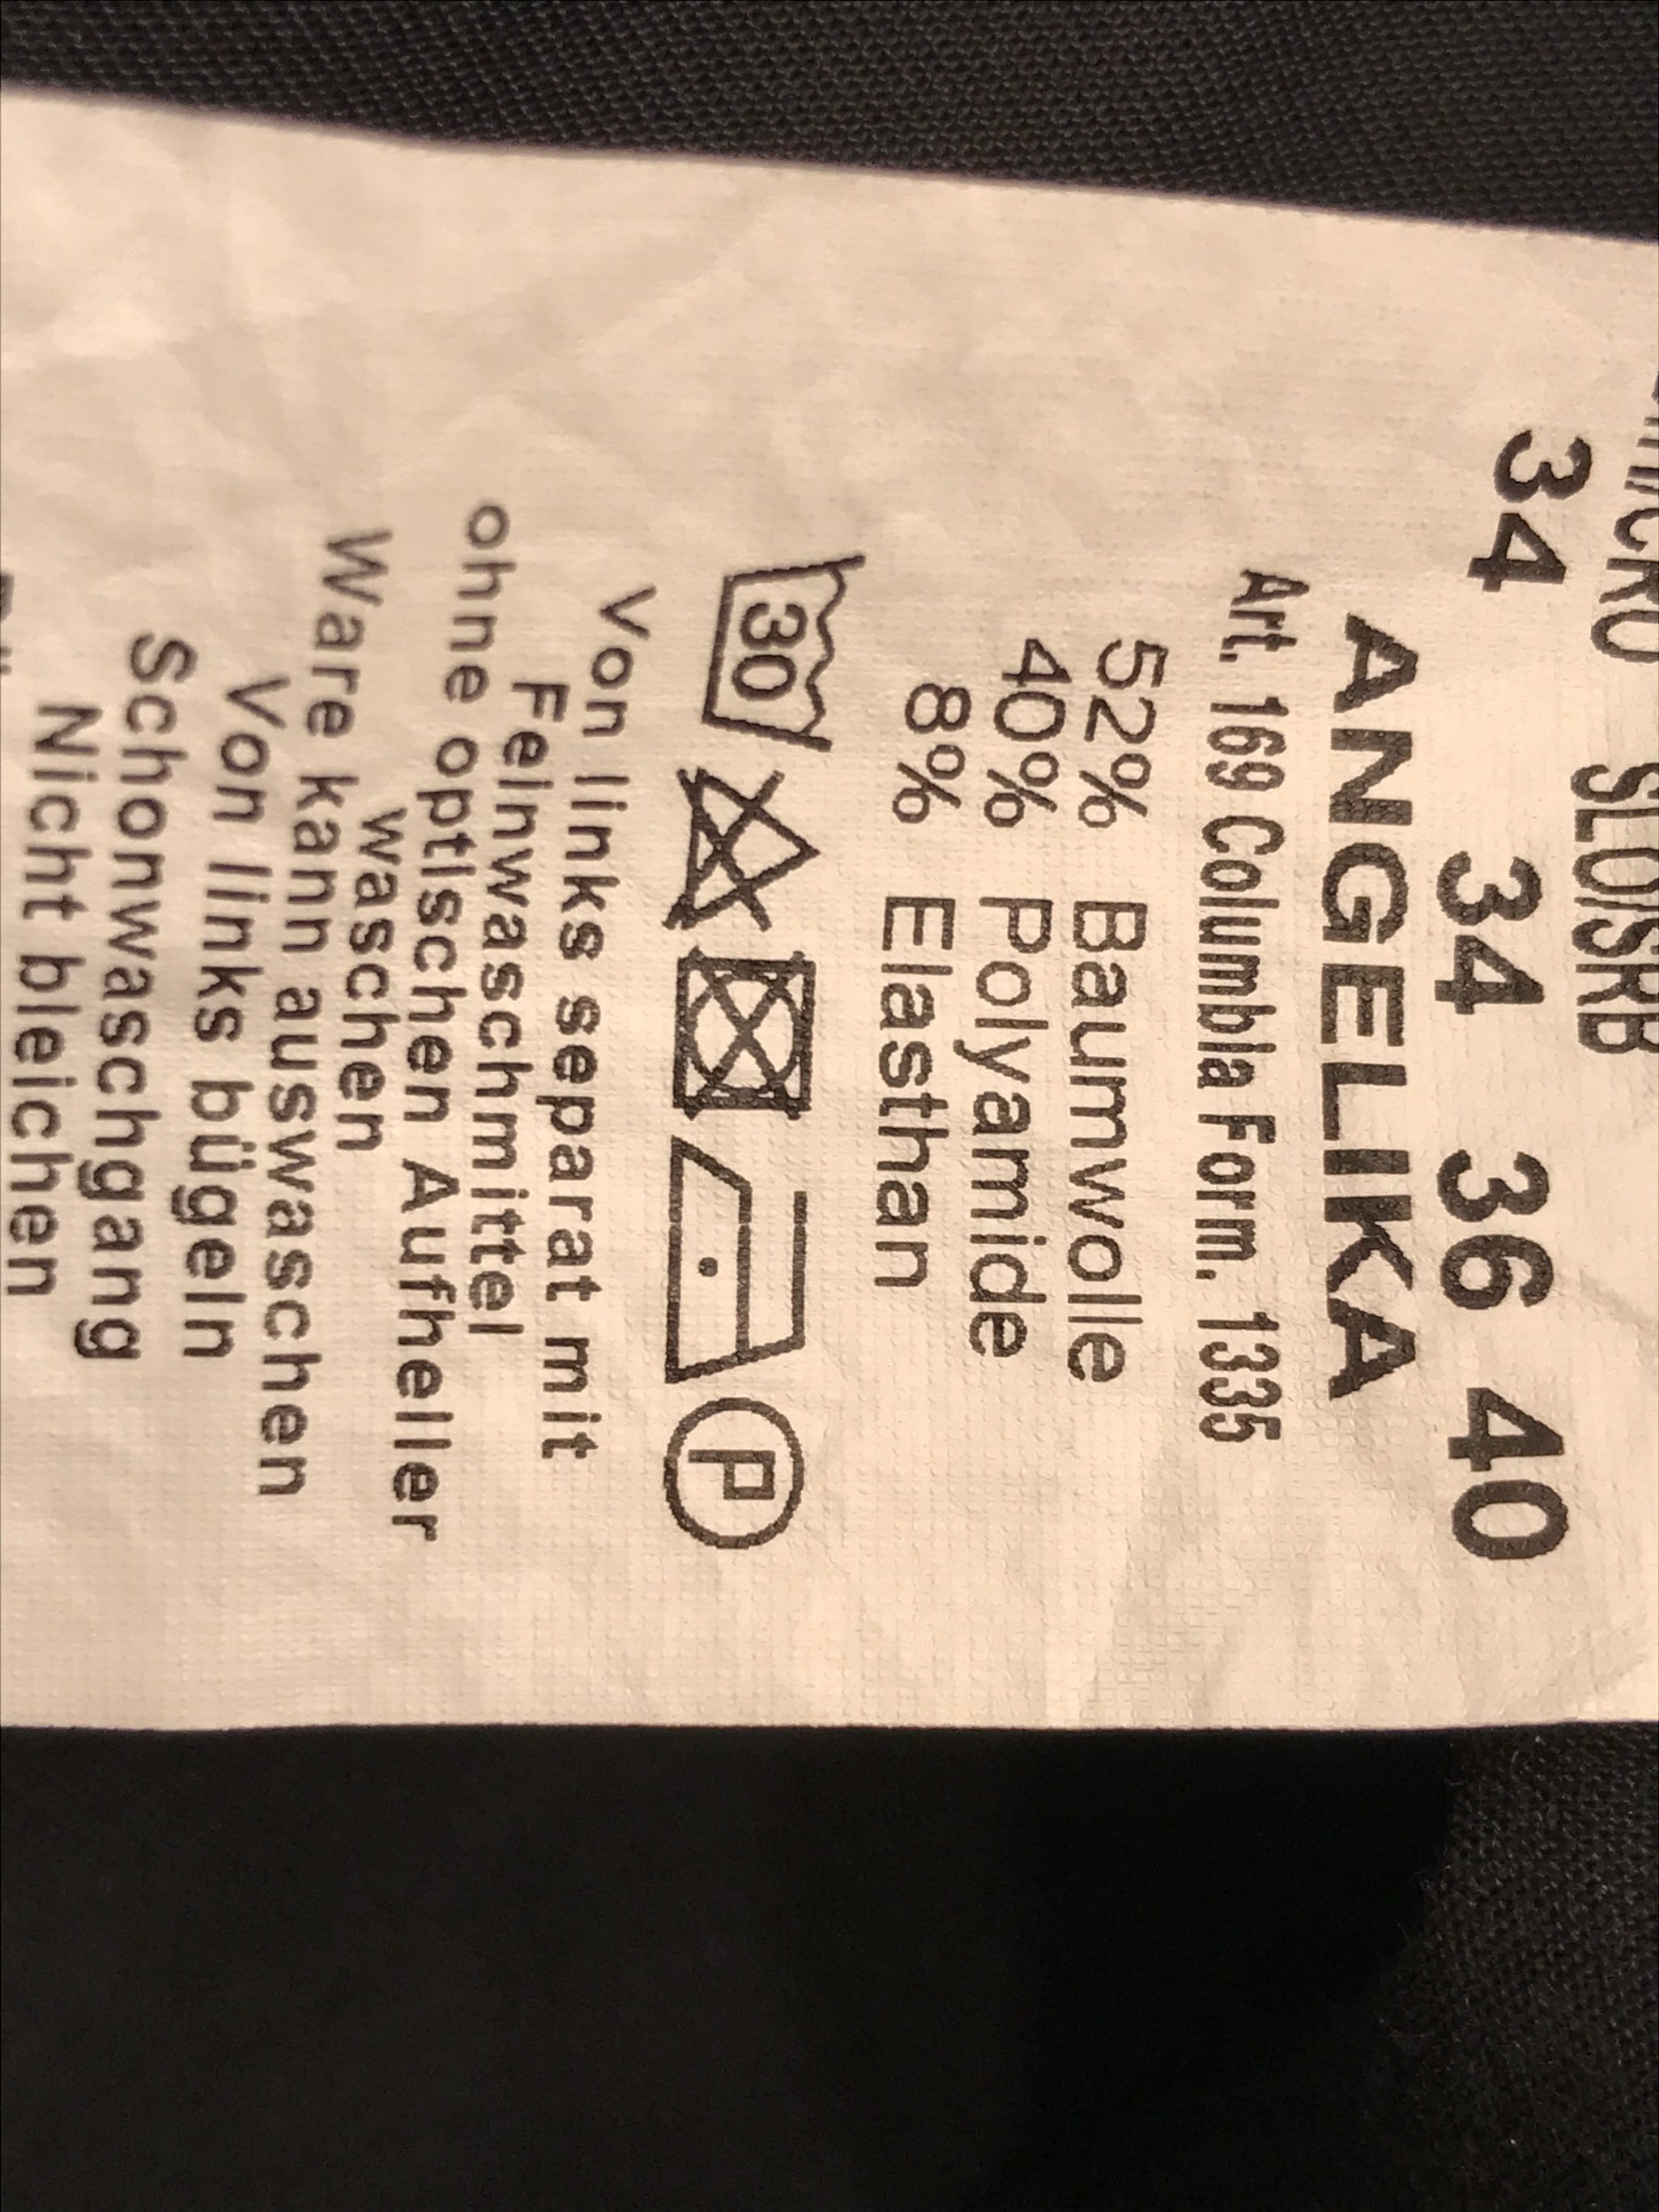 SLO/SRB
34 34 36 40
ANGELIKA
Art. 169 Columbia Form. 1335
52% Baumwolle
40% Polyamide
8% Elasthan
30 P
Von links separat mit
Feinwaschmittel
ohne optischen Aufheller
waschen
Ware kann auswaschen
Von links bügeln
Schonwaschgang
Nicht bleichen